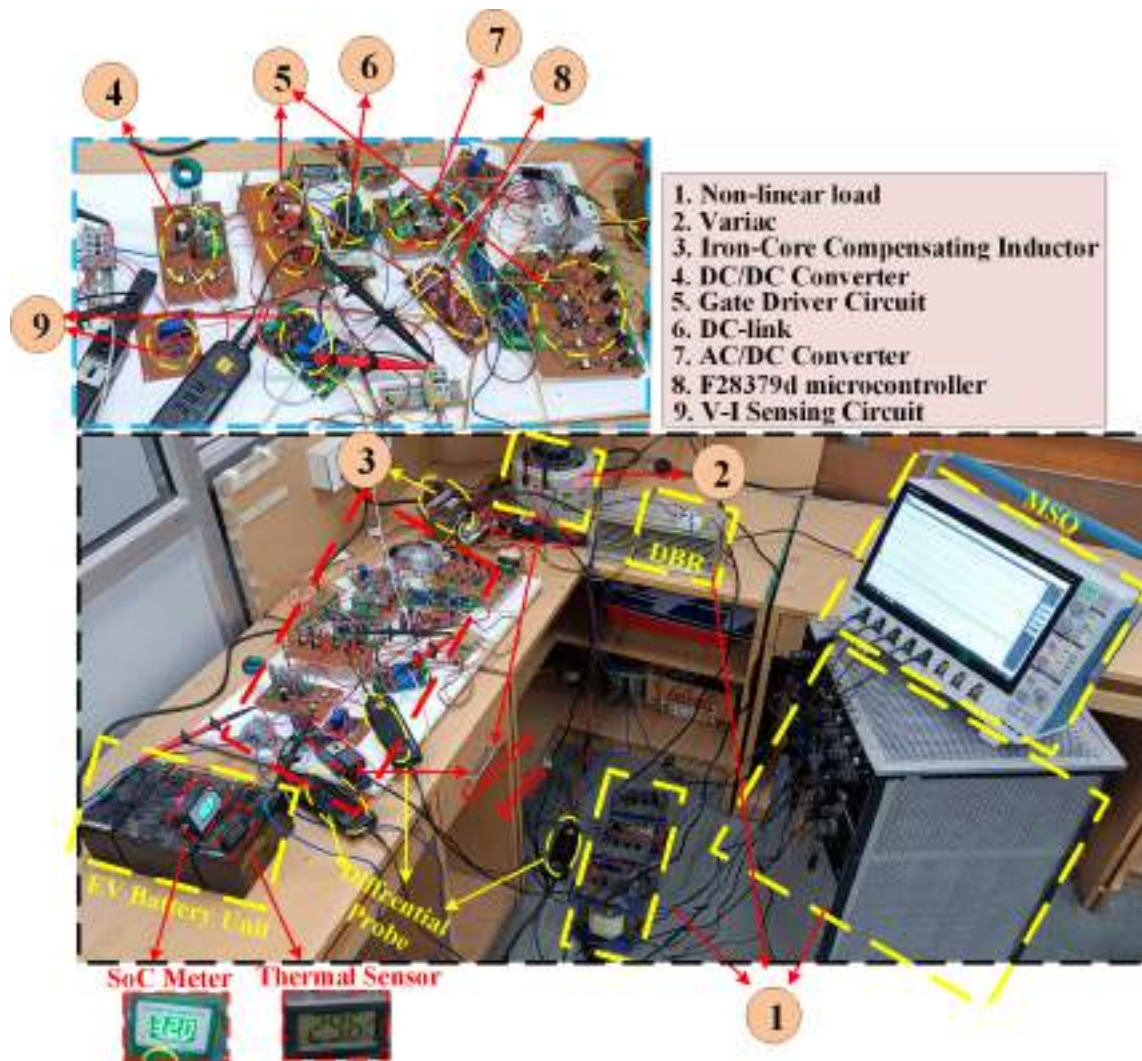 7
6
5
4
8
9
1. Non-linear load
2. Variac
3. Iron-Core Compensating Inductor
4. DC/DC Converter
5. Gate Driver Circuit
6. DC-link
7. AC/DC Converter
8. F28379d microcontroller
9. V-I Sensing Circuit
3
2
MSO
DBR
EV Battery Unit
Diffrential
probe
SoC Meter
Thermal Sensor
1